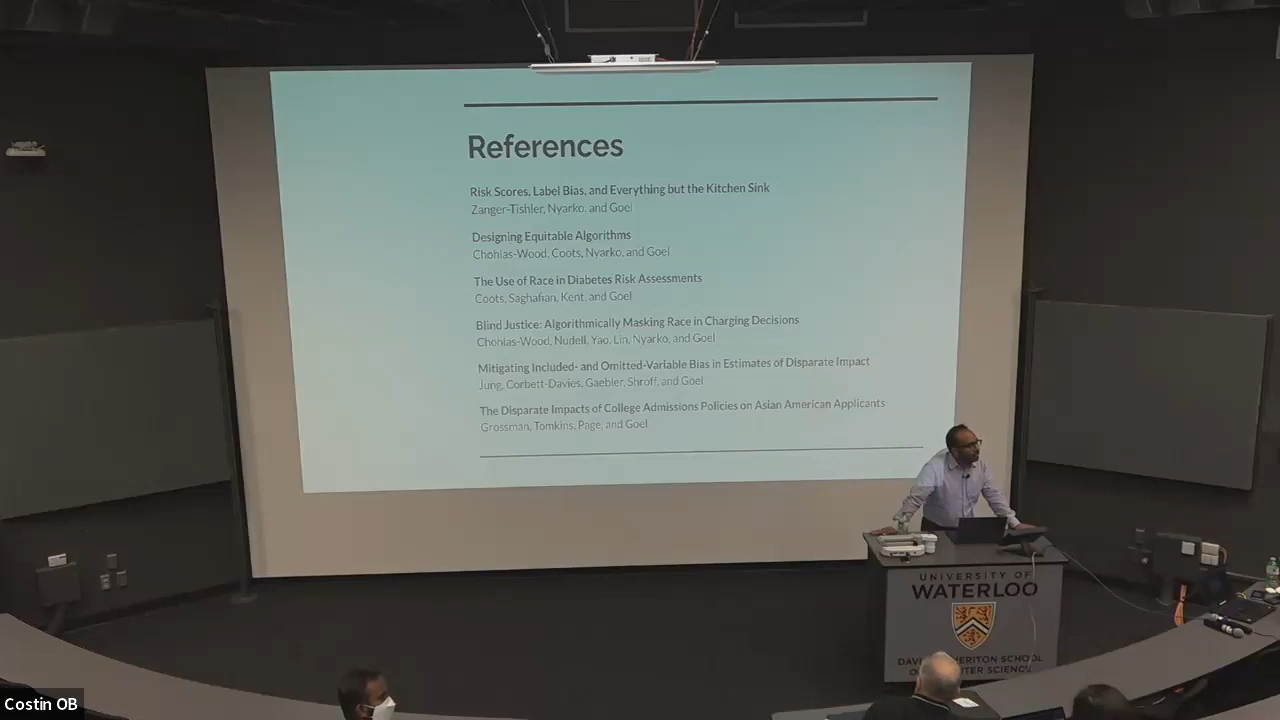 References
Risk Scores, Label Bias, and Everything but the Kitchen Sink
Zanger-Tishler, Nyarko, and Goel
Designing Equitable Algorithms
Chohlas-Wood, Coots, Nyarko, and Goel
The Use of Race in Diabetes Risk Assessments
Coots, Saghafian, Kent, and Goel
Blind Justice: Algorithmically Masking Race in Charging Decisions
Chohlas-Wood, Nudell, Yao, Lin, Nyarko, and Goel
Mitigating Included- and Omitted-Variable Bias in Estimates of Disparate Impact
Jung, Corbett-Davies, Gaebler, Shroff, and Goel
The Disparate Impacts of College Admissions Policies on Asian American Applicants
Grossman, Tomkins, Page, and Goel
UNIVERSITY OF
WATERLOO
SCHOOL
Costin OB